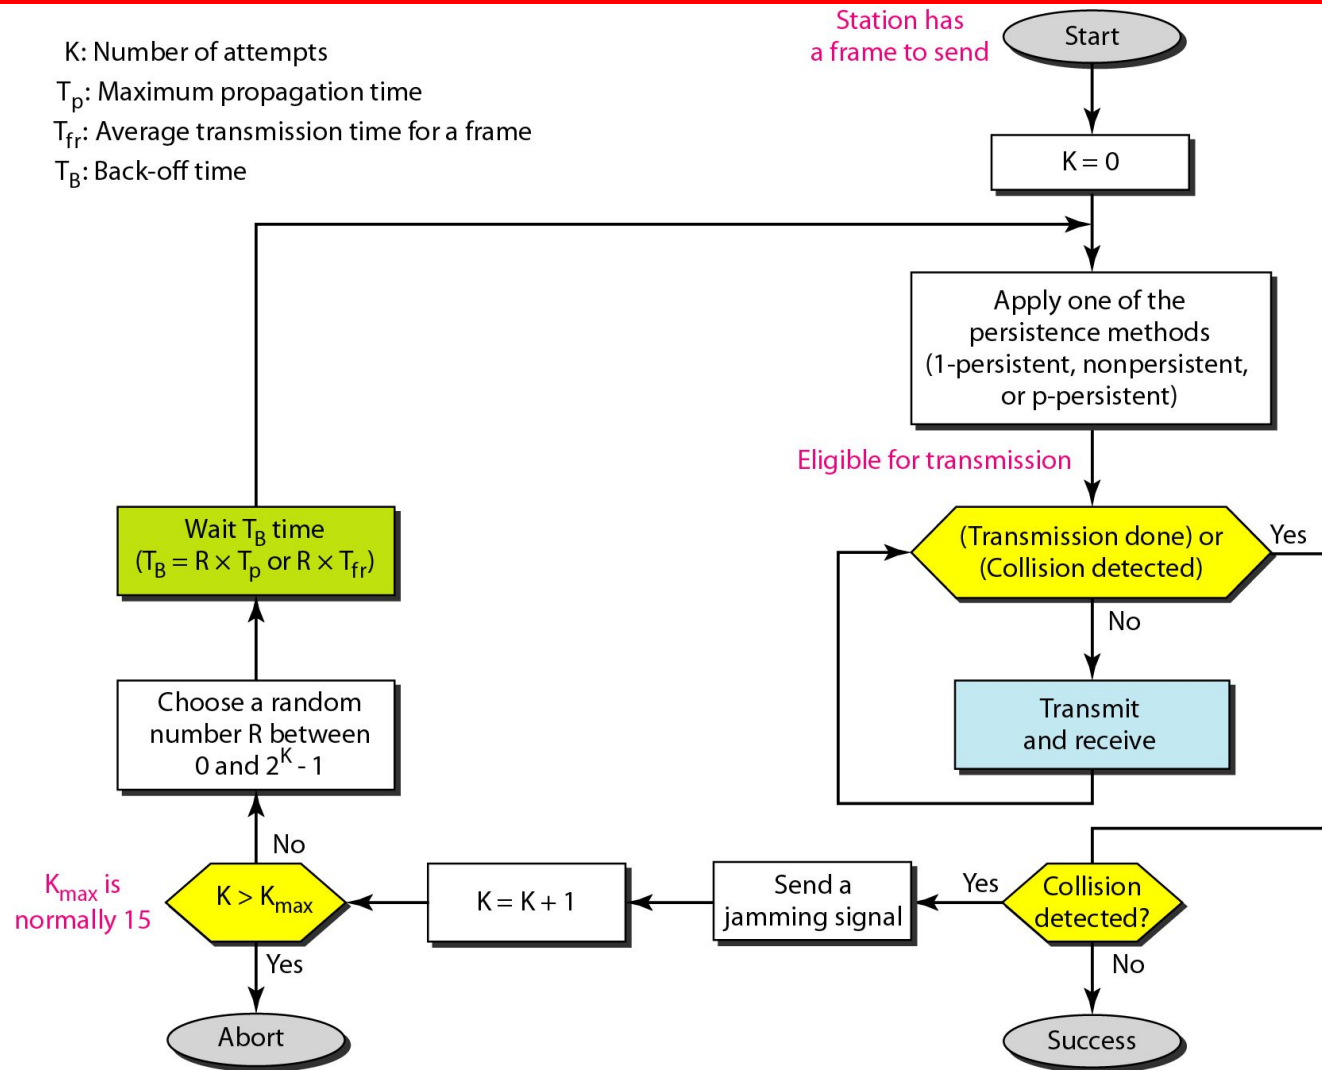 Station has
a frame to send
Start
K: Number of attempts
Tp: Maximum propagation time
Tfr: Average transmission time for a frame
TB: Back-off time
K = 0
Apply one of the
persistence methods
(1-persistent, nonpersistent,
or p-persistent)
Eligible for transmission
Wait TB time
(TB = R × Tp or R × Tfr)
(Transmission done) or
(Collision detected)
Yes
No
Choose a random
number R between
0 and 2^K - 1
Transmit
and receive
No
Kmax is
normally 15
K > Kmax
K = K + 1
Send a
jamming signal
Yes
Collision
detected?
Yes
No
Abort
Success